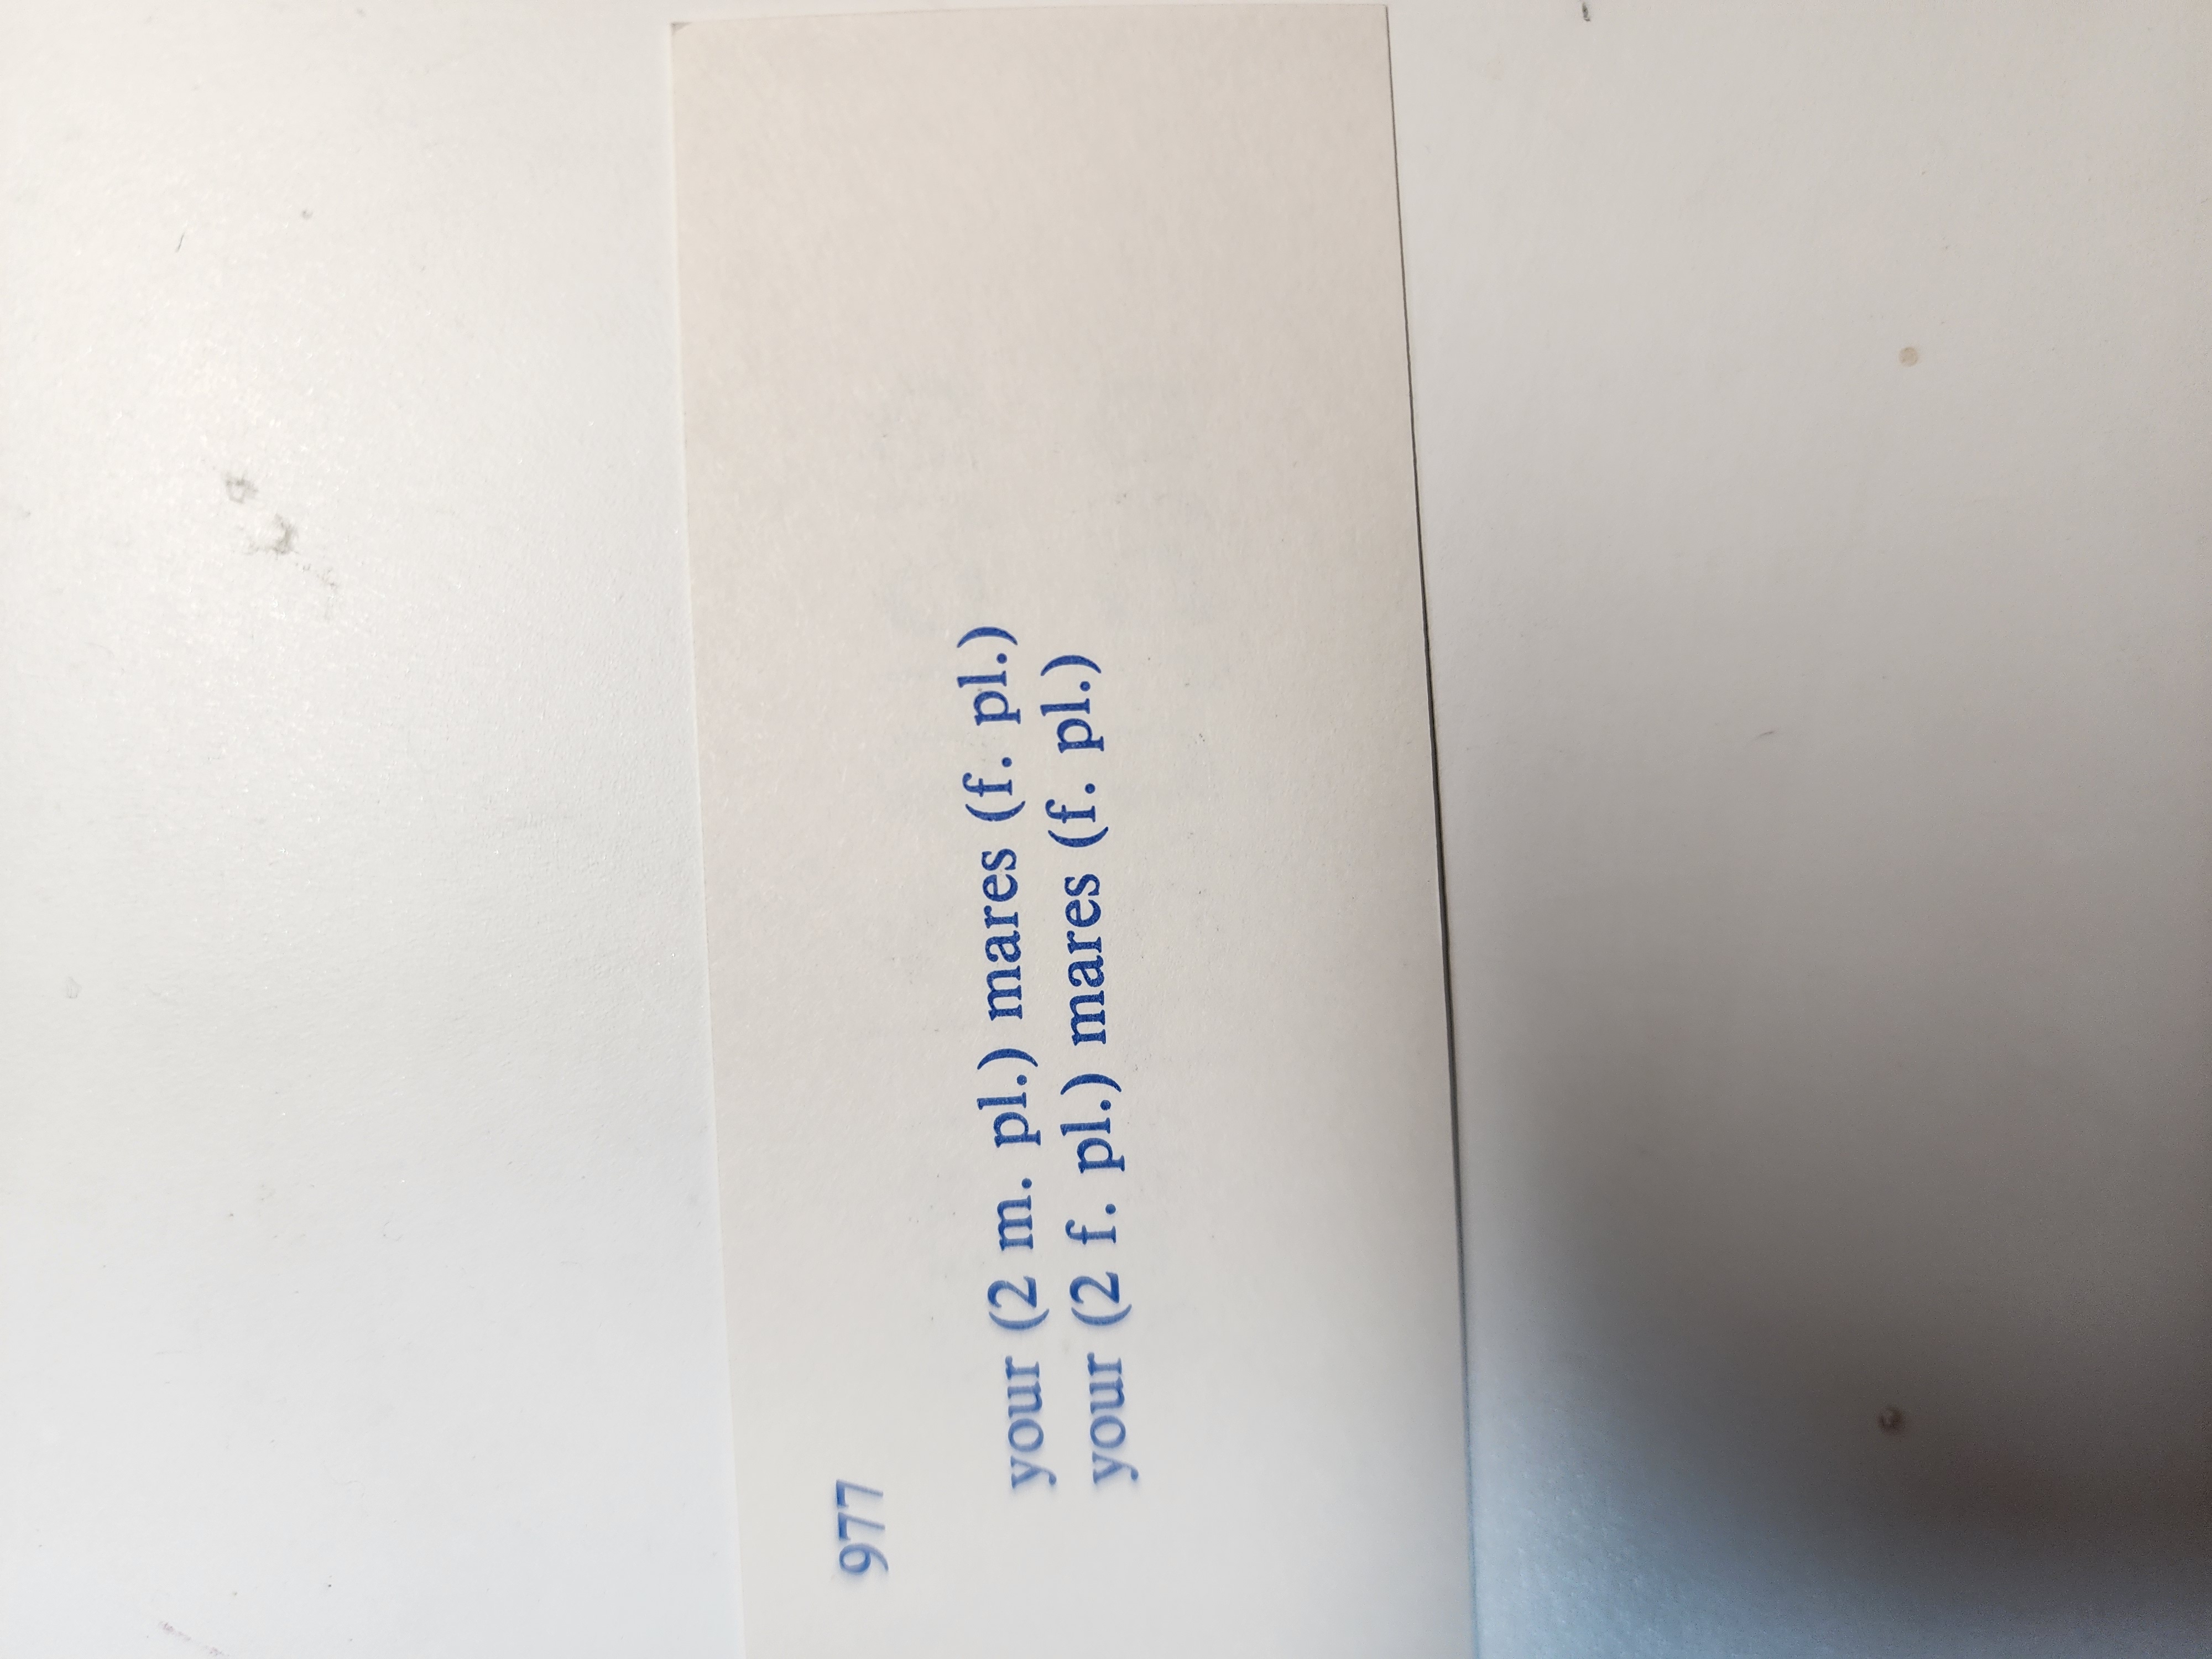 977
your (2 m. pl.) mares (f. pl.)
your (2 f. pl.) mares (f. pl.)